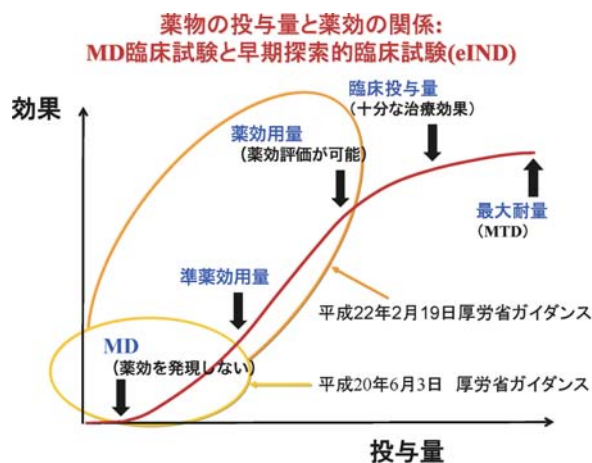 薬物の投与量と薬効の関係:
MD臨床試験と早期探索的臨床試験(eIND)
効果
臨床投与量
(十分な治療効果)
薬効用量
(薬効評価が可能)
最大耐量
(MTD)
準薬効用量
平成22年2月19日厚労省ガイダンス
MD
(薬効を発現しない)
平成20年6月3日 厚労省ガイダンス
投与量